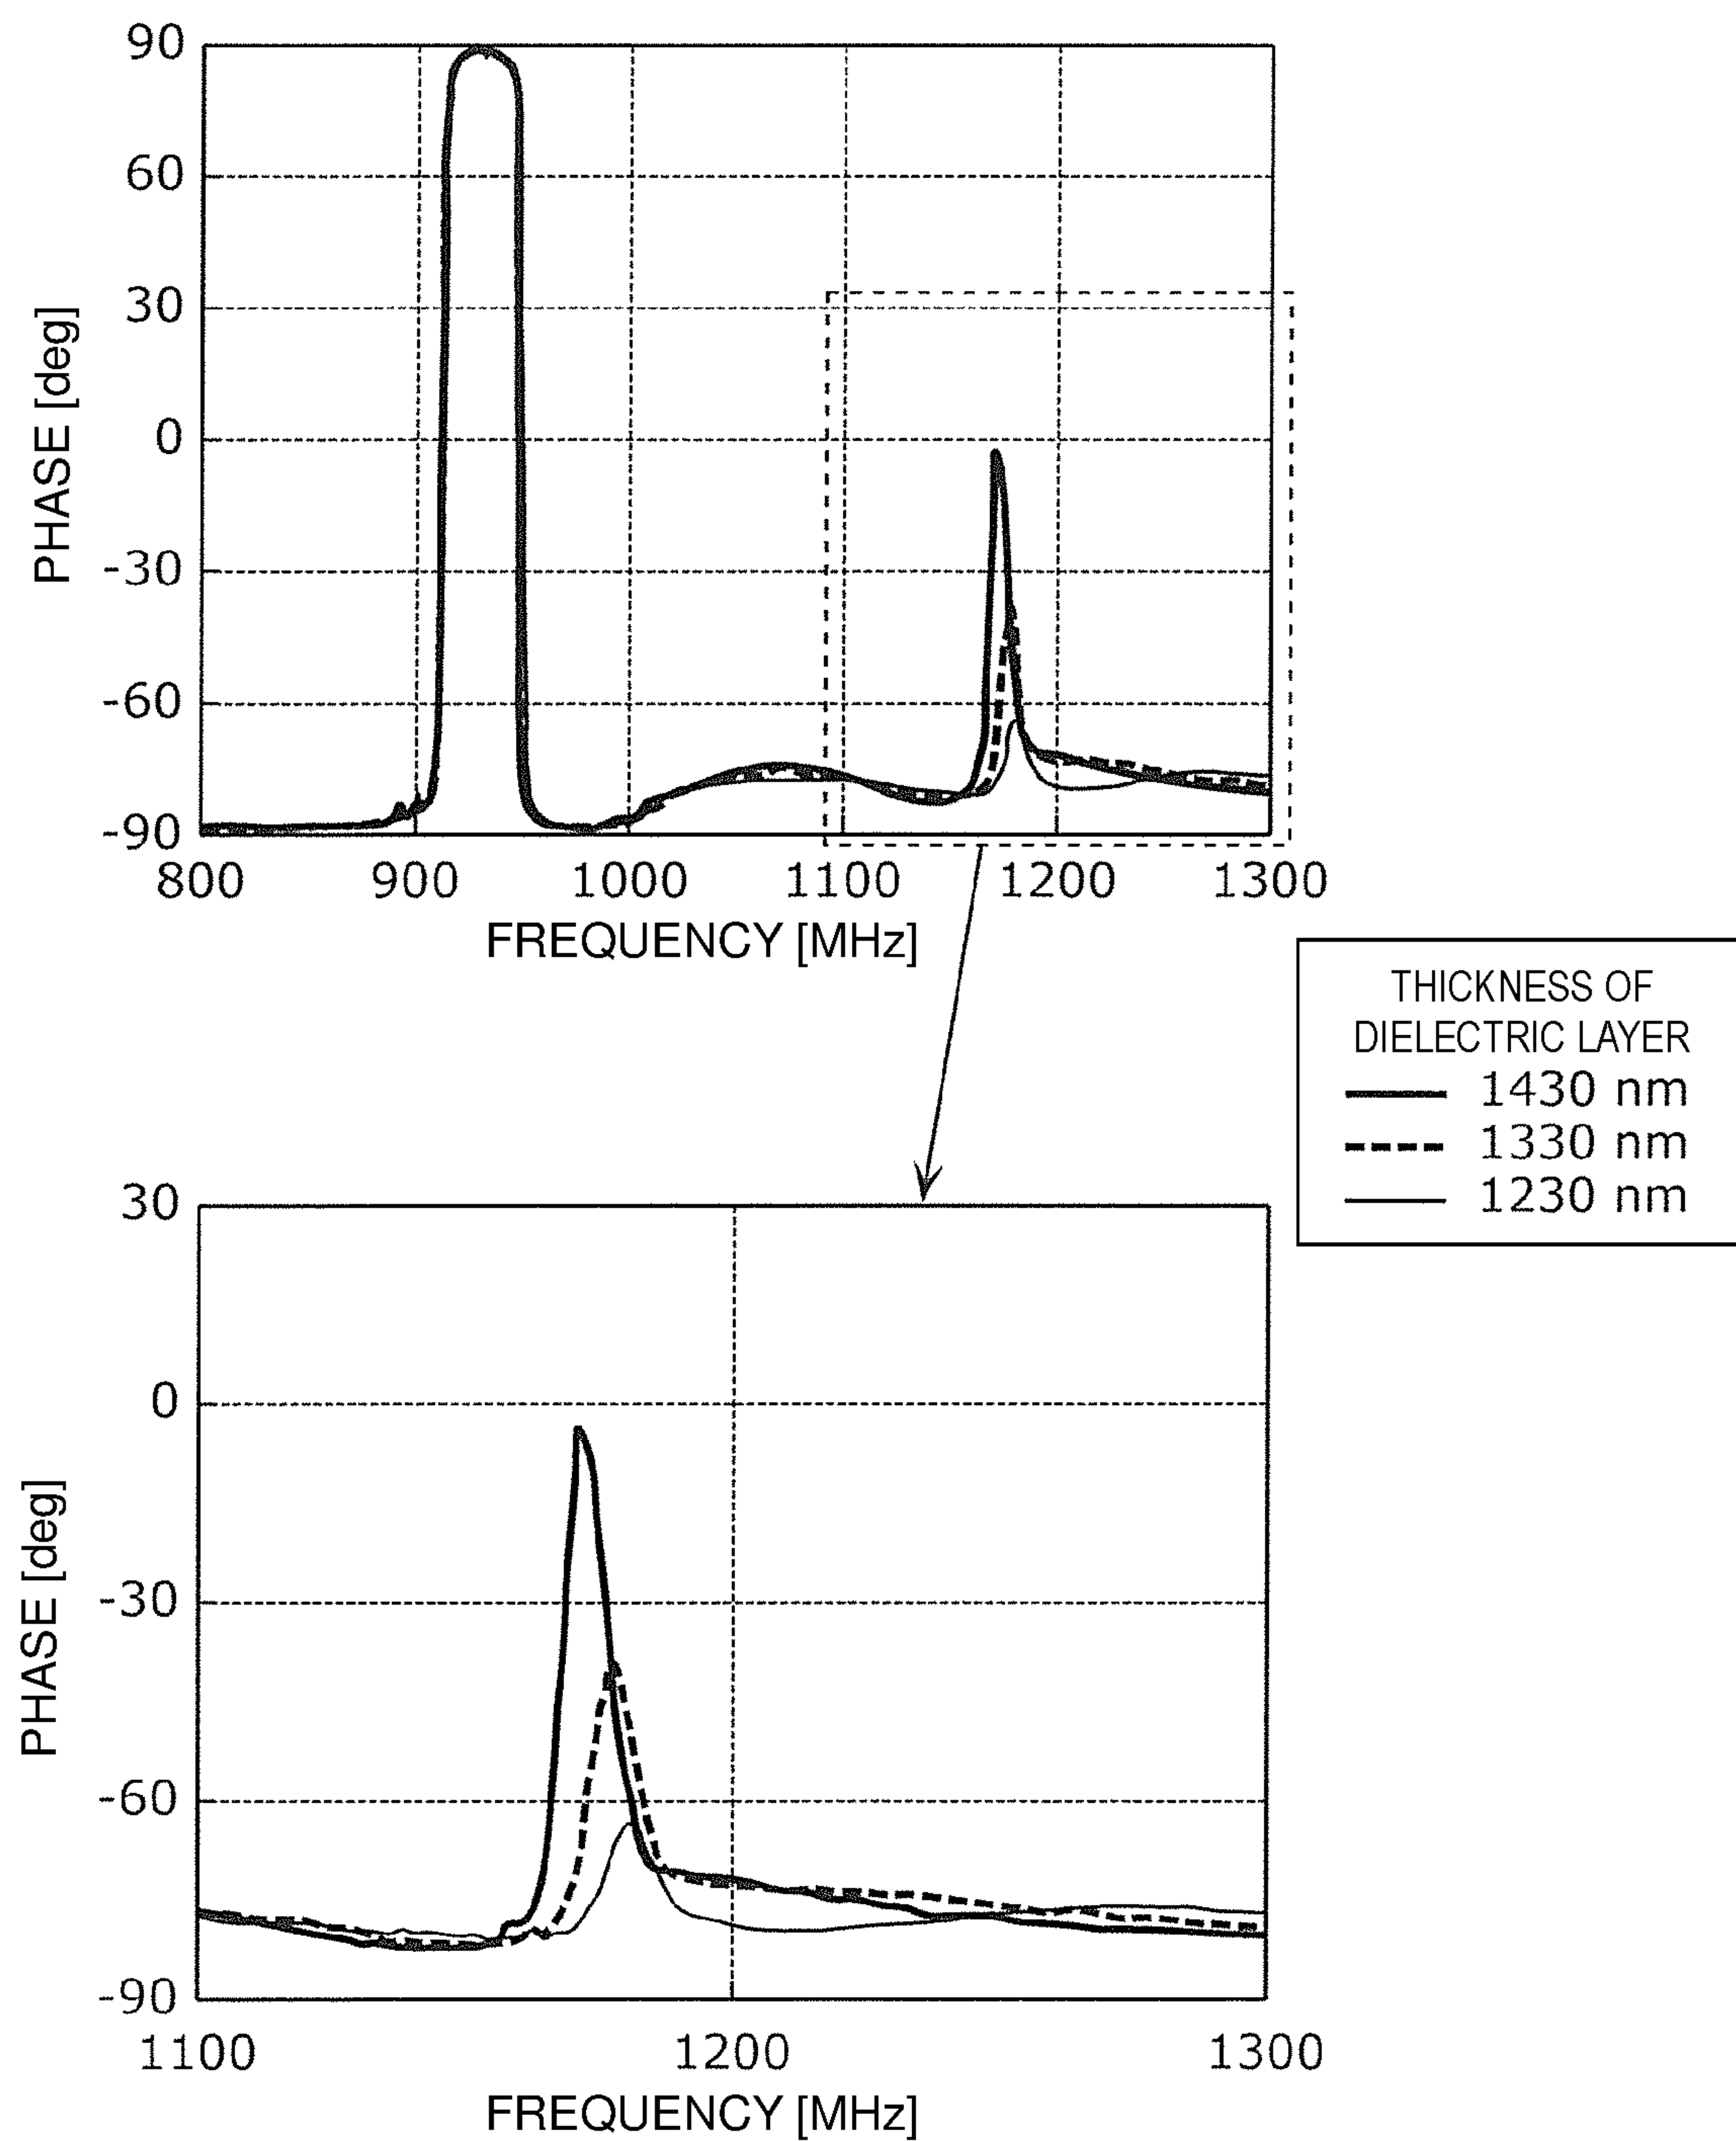 90
60
30
0
-30
-60
-90
PHASE [deg]
800 900 1000 1100 1200 1300
FREQUENCY [MHz]
THICKNESS OF
DIELECTRIC LAYER
1430 nm
1330 nm
1230 nm
30
0
-30
-60
-90
PHASE [deg]
1100 1200 1300
FREQUENCY [MHz]